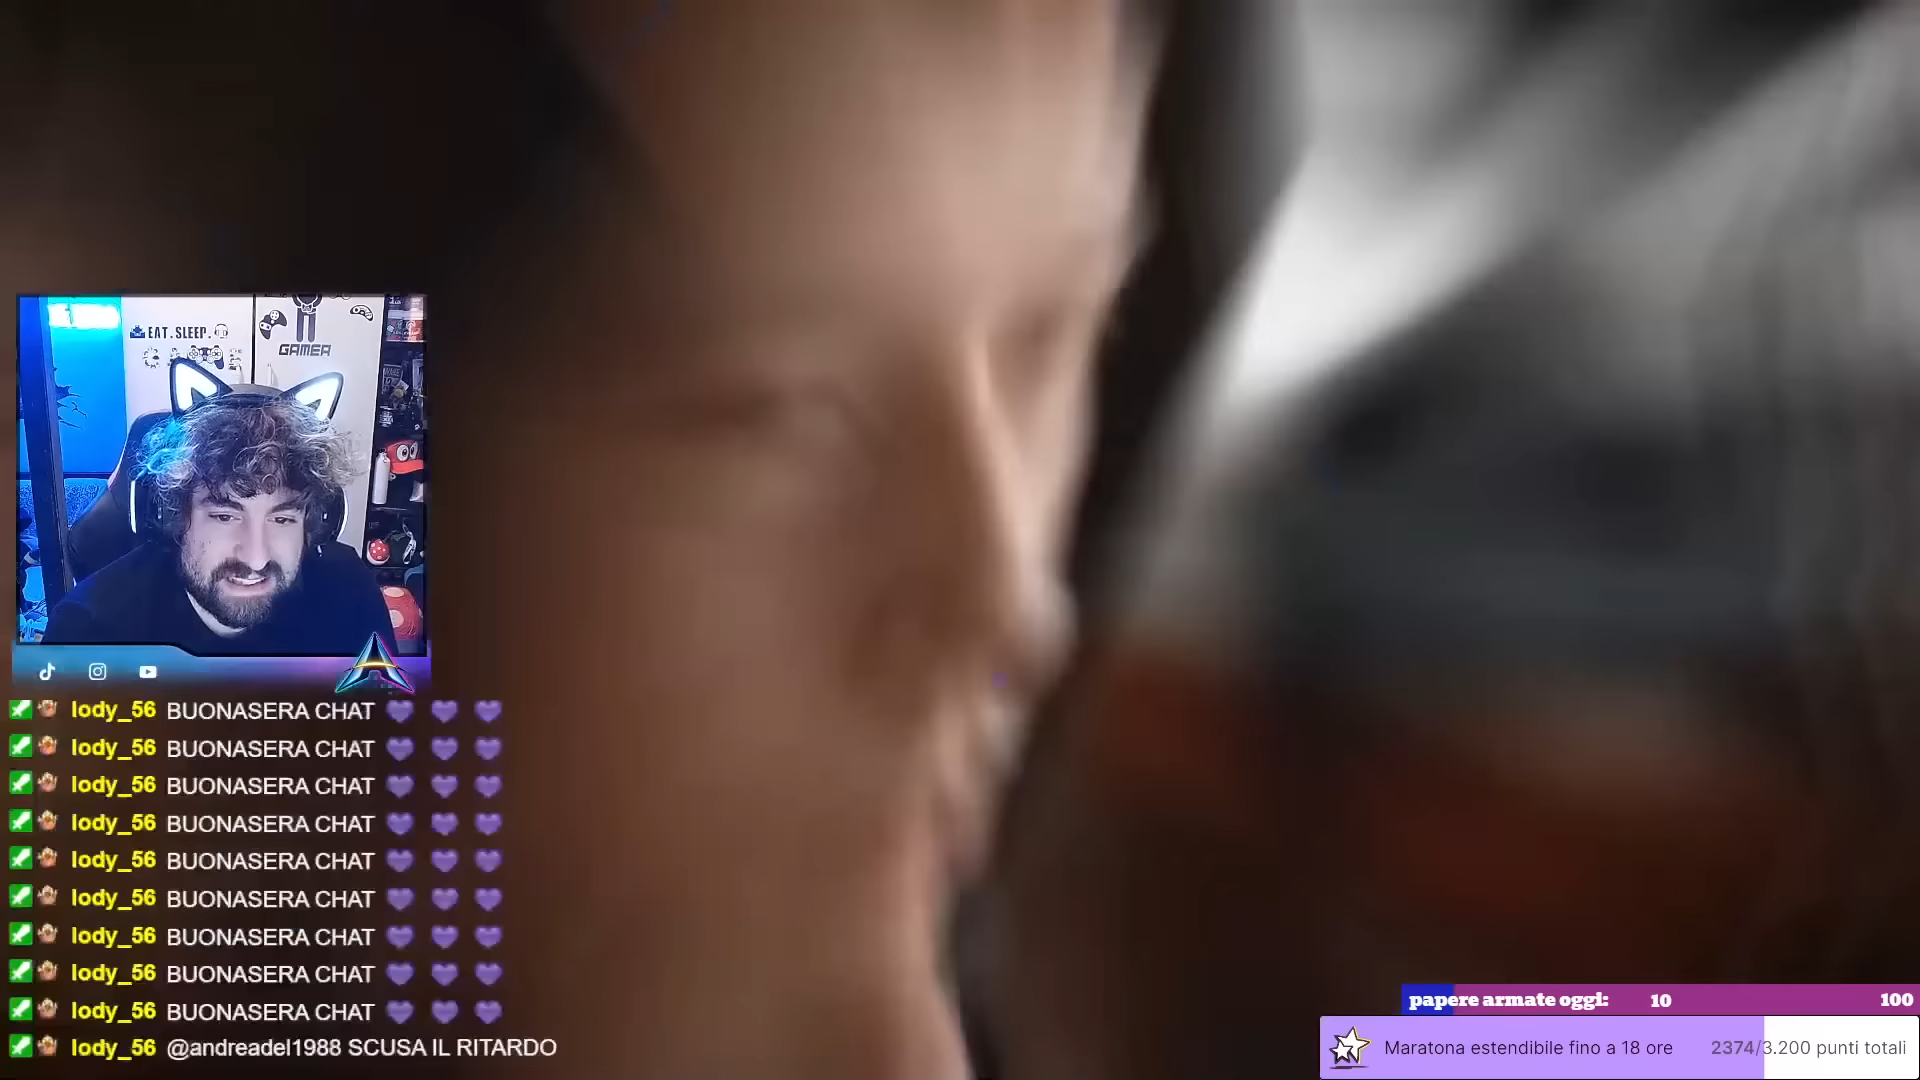 EAT.SLEEP.
GAMER
lody_56 BUONASERA CHAT 💜 💜 💜
lody_56 BUONASERA CHAT 💜 💜 💜
lody_56 BUONASERA CHAT 💜 💜 💜
lody_56 BUONASERA CHAT 💜 💜 💜
lody_56 BUONASERA CHAT 💜 💜 💜
lody_56 BUONASERA CHAT 💜 💜 💜
lody_56 BUONASERA CHAT 💜 💜 💜
lody_56 BUONASERA CHAT 💜 💜 💜
lody_56 BUONASERA CHAT 💜 💜 💜
lody_56 @andreadel1988 SCUSA IL RITARDO
papere armate oggi: 10 100
Maratona estendibile fino a 18 ore 2374/3.200 punti totali